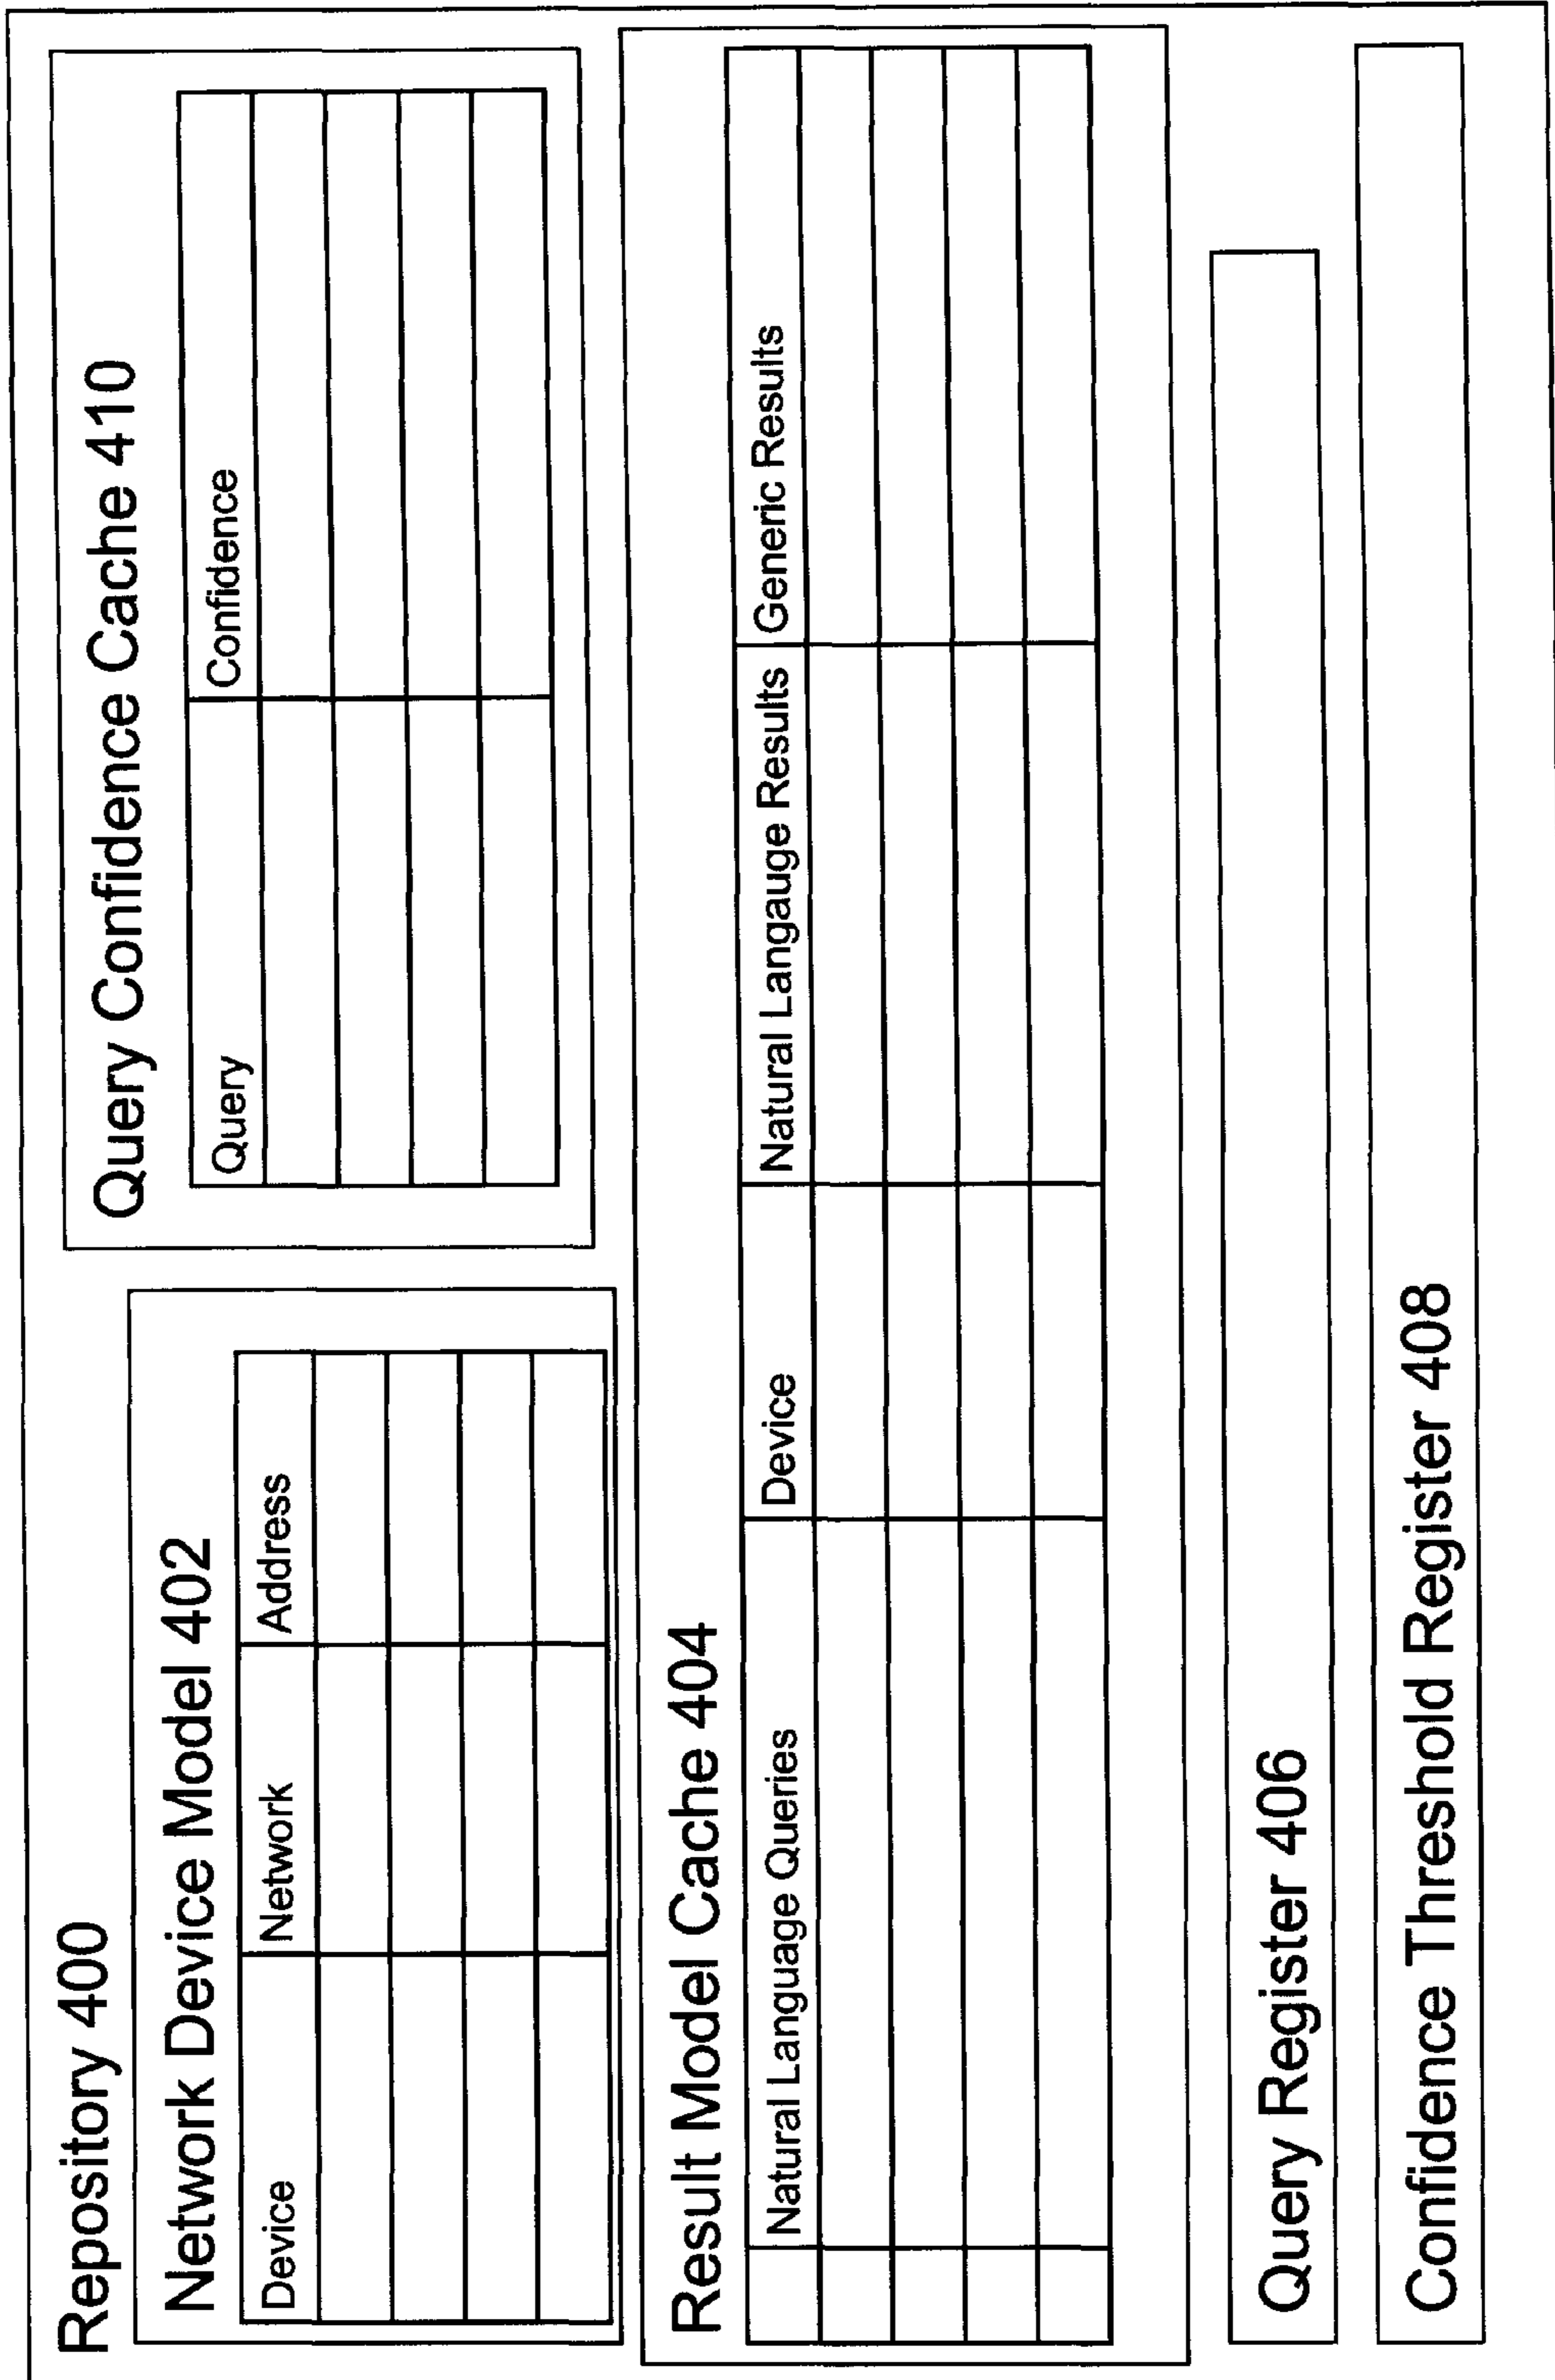 Repository 400
Network Device Model 402
Device Network Address
Query Confidence Cache 410
Query Confidence
Result Model Cache 404
Natural Language Queries Device Natural Langauge Results Generic Results
Query Register 406
Confidence Threshold Register 408